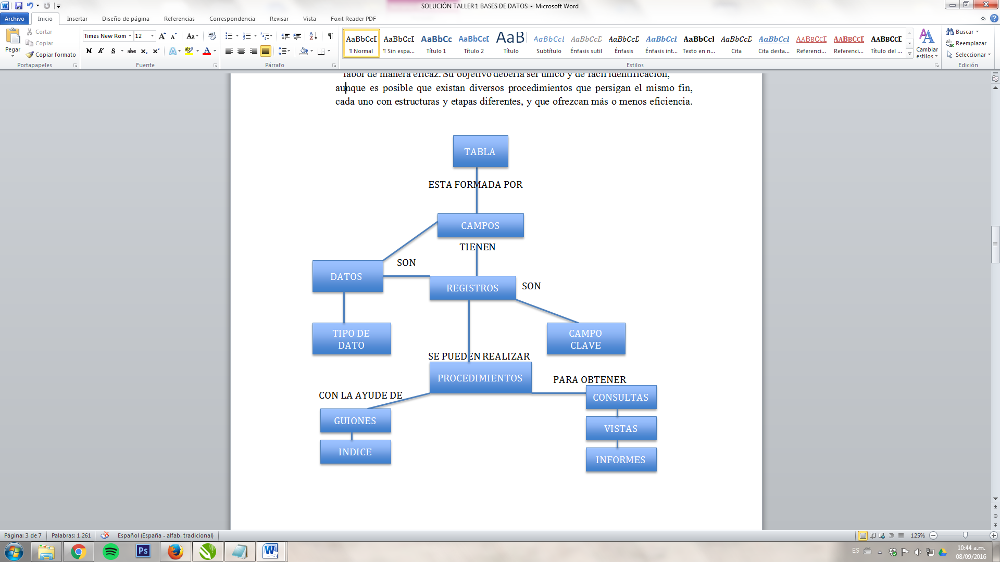 SOLUCIÓN TALLER 1 BASES DE DATOS - Microsoft Word
Archivo Inicio Insertar Diseño de página Referencias Correspondencia Revisar Vista Foxit Reader PDF
Pegar
Cortar
Copiar
Copiar formato
Portapapeles
Times New Rom 12
N K S abc x₂ x²
Fuente
Párrafo
AaBbCcI AaBbCcI AaBbCc AaBbCcI AaB AaBbCcI AaBbCcD AaBbCcD AaBbCcI AaBbCcI AaBbCcD AaBbCcI AABBCCD AABBCCD AABBCCI
¶ Normal ¶ Sin espa... Título 1 Título 2 Título Subtítulo Énfasis sutil Énfasis Énfasis int... Texto en n... Cita Cita desta... Referenci... Referenci... Título del ...
Estilos
Cambiar
estilos
Buscar
Reemplazar
Seleccionar
Edición
labor de manera eficaz. Su objetivo debería ser único y de fácil identificación,
aunque es posible que existan diversos procedimientos que persigan el mismo fin,
cada uno con estructuras y etapas diferentes, y que ofrezcan más o menos eficiencia.
TABLA
ESTA FORMADA POR
CAMPOS
TIENEN
SON
DATOS
REGISTROS
SON
TIPO DE
DATO
CAMPO
CLAVE
SE PUEDEN REALIZAR
PROCEDIMIENTOS
PARA OBTENER
CON LA AYUDE DE
CONSULTAS
GUIONES
VISTAS
INDICE
INFORMES
Página: 3 de 7 Palabras: 1.261 Español (España - alfab. tradicional) 125%
Ps
W
ES
10:44 a.m.
08/09/2016